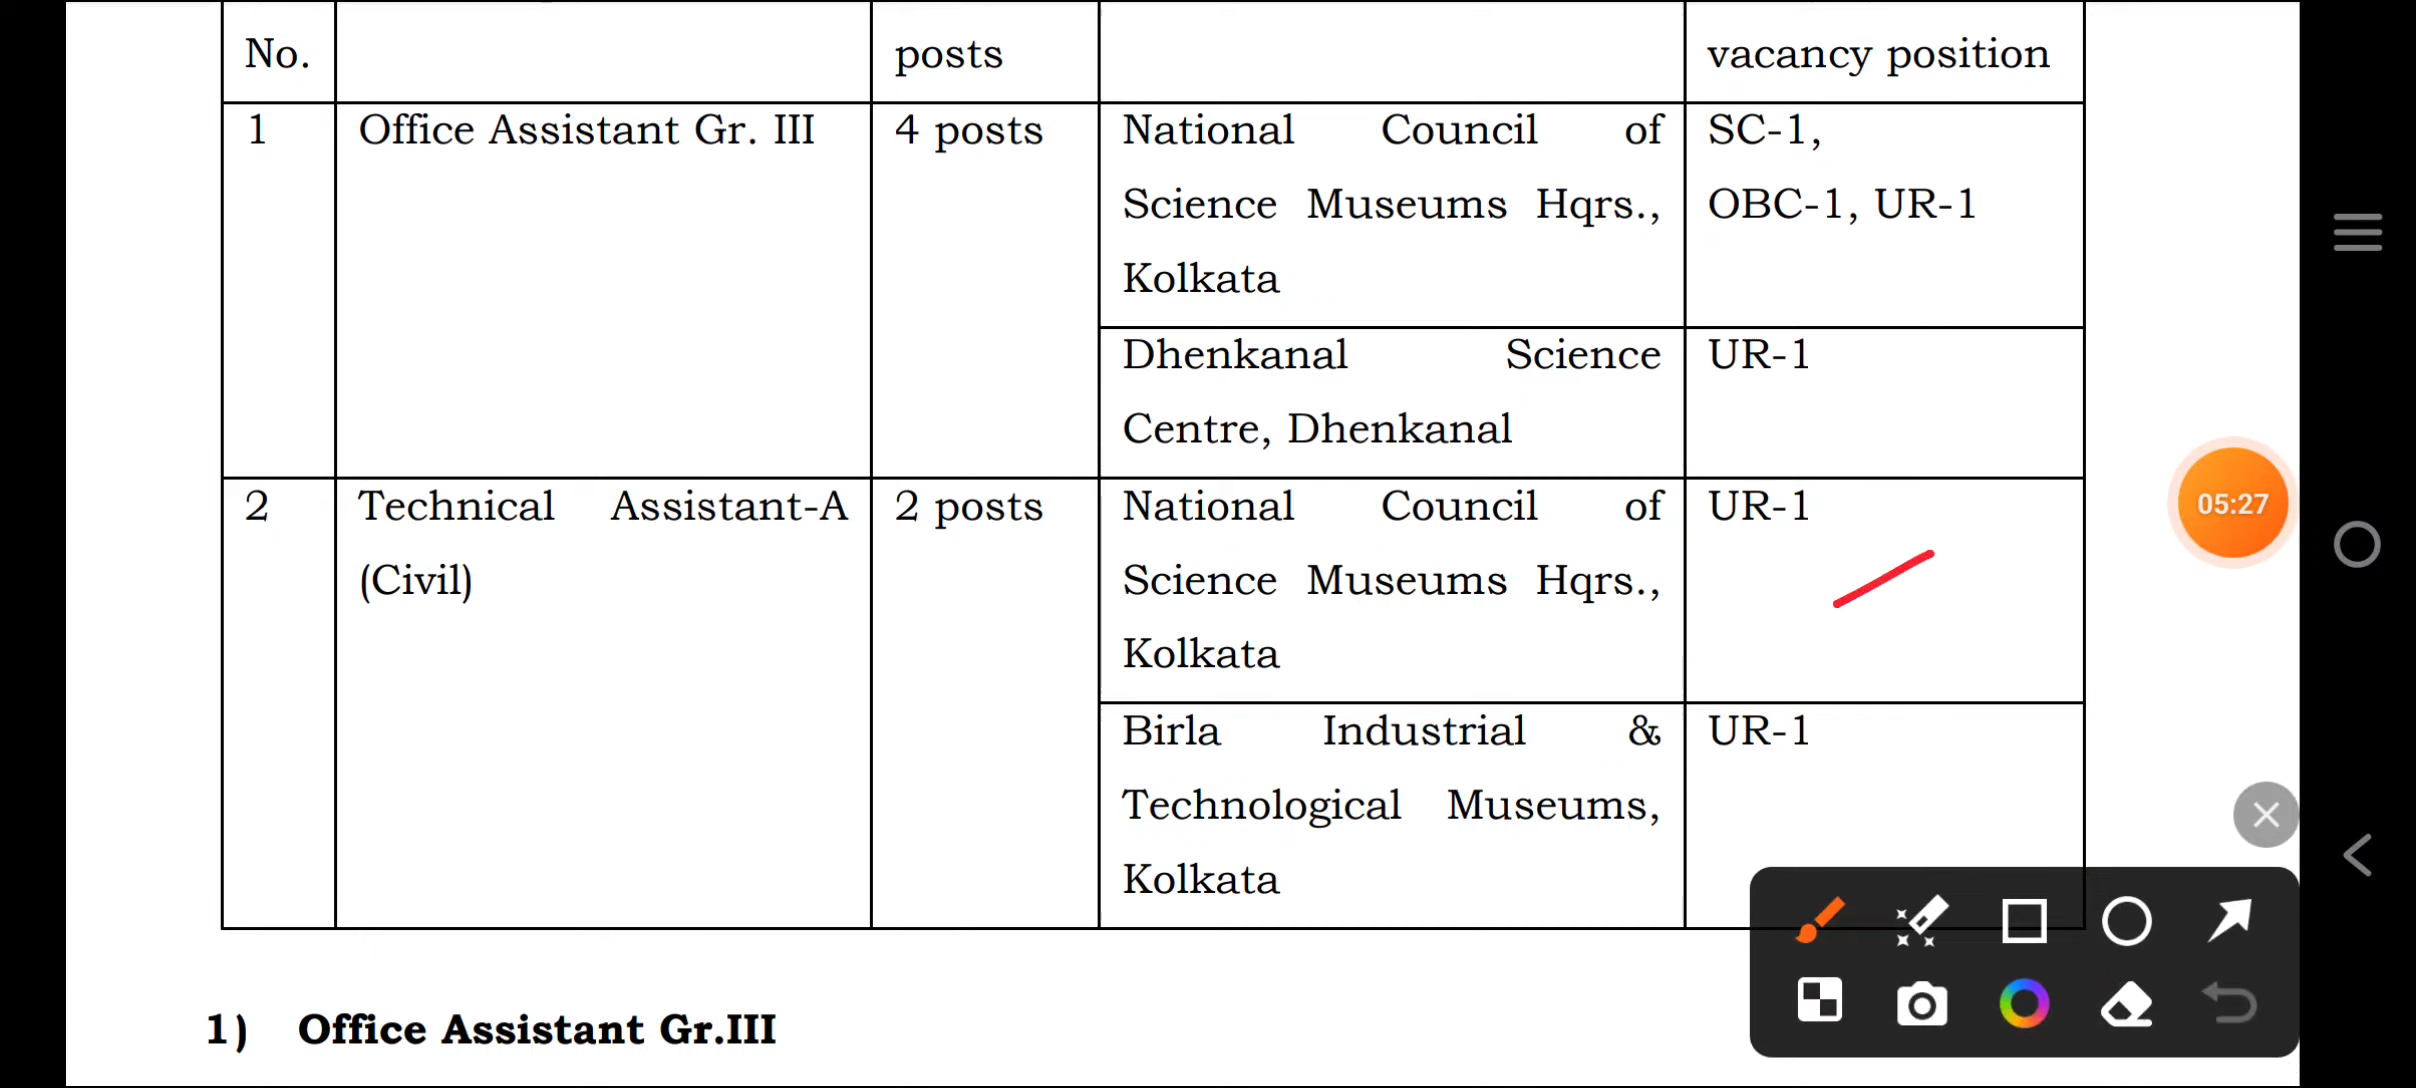 No. posts vacancy position
1 Office Assistant Gr. III 4 posts National Council of SC-1,
Science Museums Hqrs., OBC-1, UR-1
Kolkata
Dhenkanal Science UR-1
Centre, Dhenkanal
2 Technical Assistant-A 2 posts National Council of UR-1
(Civil) Science Museums Hqrs.,
Kolkata
Birla Industrial & UR-1
Technological Museums,
Kolkata
05:27
1) Office Assistant Gr.III